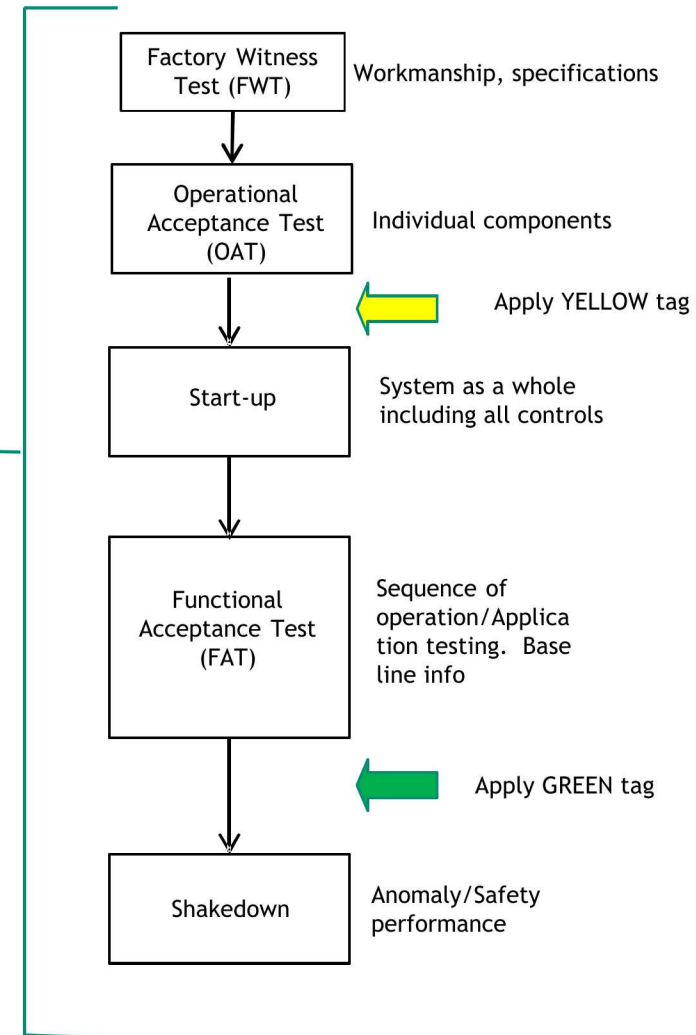 Factory Witness
Test (FWT)
Workmanship, specifications
Operational
Acceptance Test
(OAT)
Individual components
Apply YELLOW tag
Start-up
System as a whole
including all controls
Functional
Acceptance Test
(FAT)
Sequence of
operation/Applica
tion testing.  Base
line info
Apply GREEN tag
Shakedown
Anomaly/Safety
performance